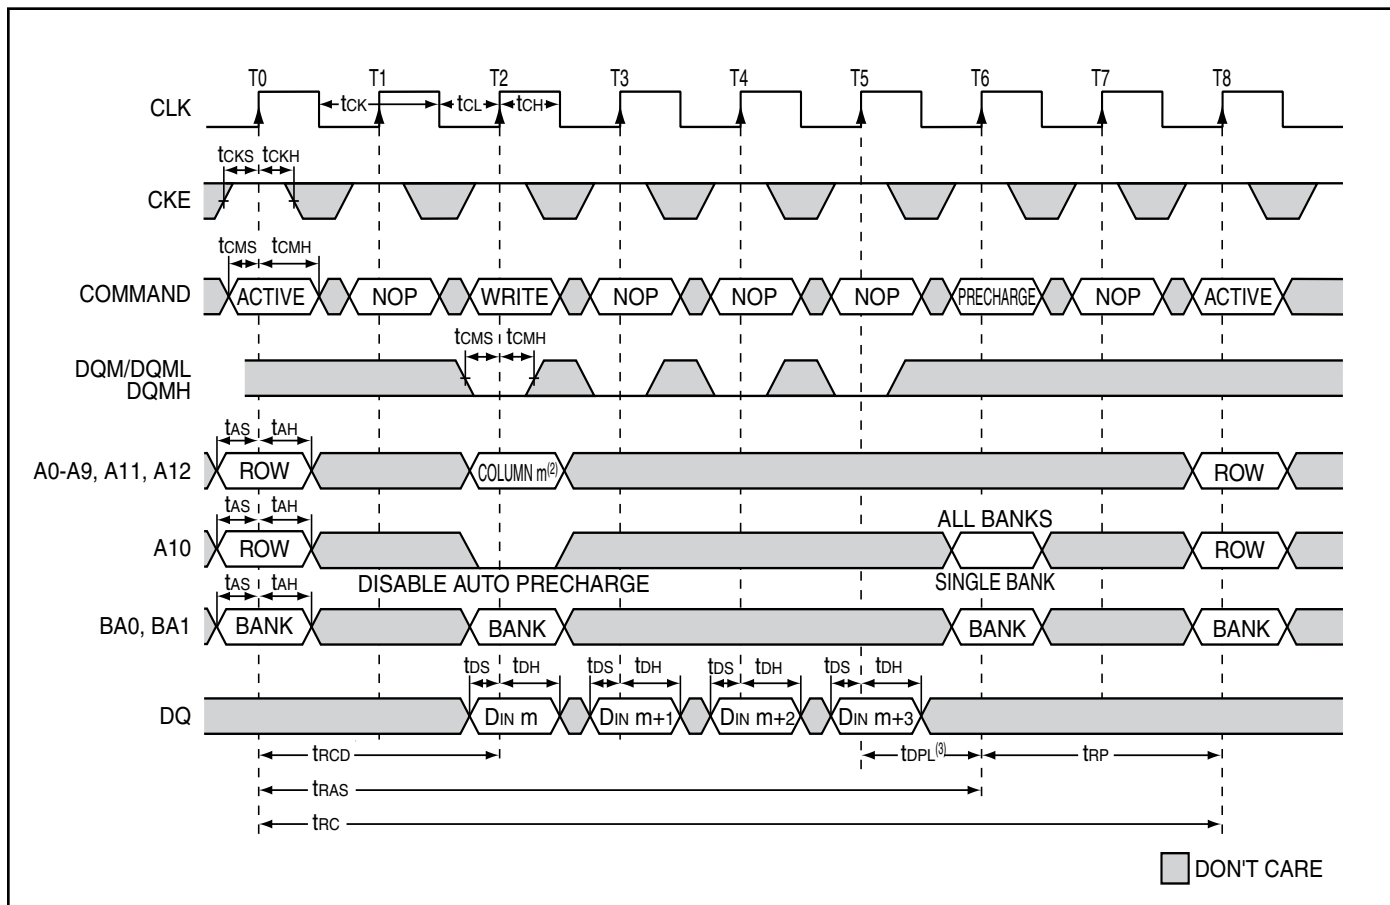 T0 T1 T2 T3 T4 T5 T6 T7 T8
CLK tCK tCL tCH
tCKS tCKH
CKE
tCMS tCMH
COMMAND ACTIVE NOP WRITE NOP NOP NOP PRECHARGE NOP ACTIVE
tCMS tCMH
DQM/DQML
DQMH
tAS tAH
A0-A9, A11, A12 ROW COLUMN m(2) ROW
tAS tAH ALL BANKS
A10 ROW ROW
DISABLE AUTO PRECHARGE SINGLE BANK
tAS tAH
BA0, BA1 BANK BANK BANK BANK
tDS tDH tDS tDH tDS tDH tDS tDH
DQ DIN m DIN m+1 DIN m+2 DIN m+3
tRCD tDPL(3) tRP
tRAS
tRC
DON'T CARE